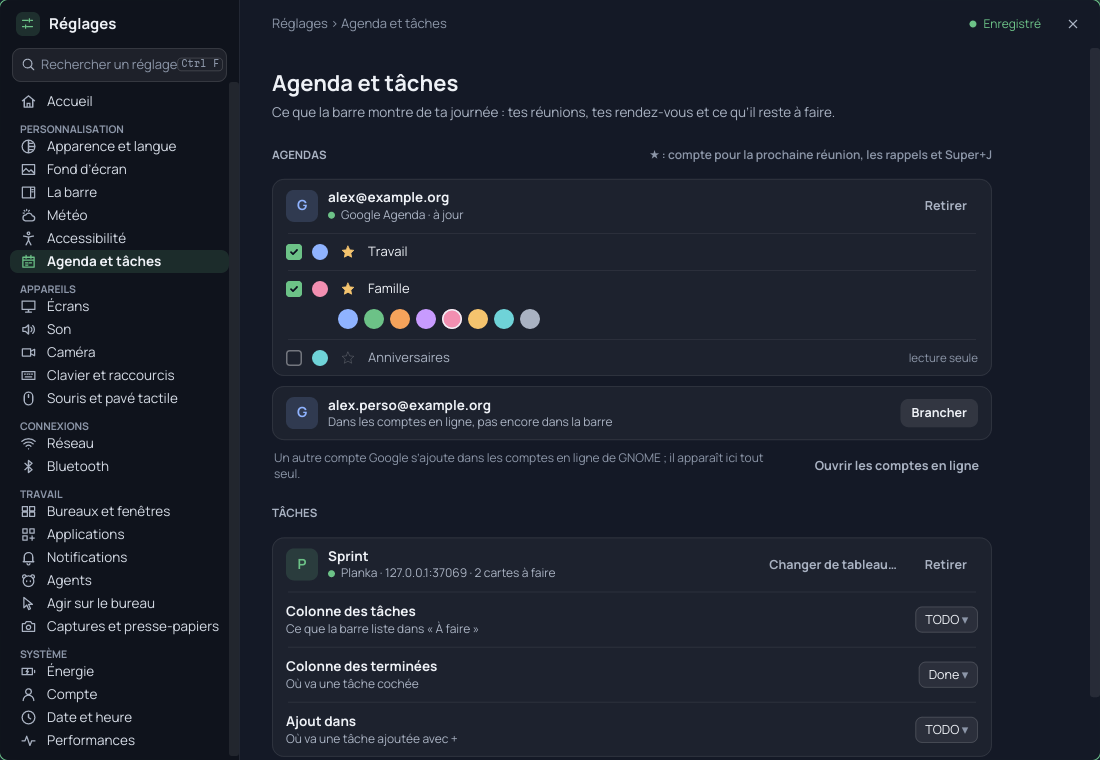 Réglages
Réglages › Agenda et tâches
Enregistré
Rechercher un réglage
Ctrl F
Accueil
PERSONNALISATION
Apparence et langue
Fond d'écran
La barre
Météo
Accessibilité
Agenda et tâches
APPAREILS
Écrans
Son
Caméra
Clavier et raccourcis
Souris et pavé tactile
CONNEXIONS
Réseau
Bluetooth
TRAVAIL
Bureaux et fenêtres
Applications
Notifications
Agents
Agir sur le bureau
Captures et presse-papiers
SYSTÈME
Énergie
Compte
Date et heure
Performances
Agenda et tâches
Ce que la barre montre de ta journée : tes réunions, tes rendez-vous et ce qu'il reste à faire.
AGENDAS
★ : compte pour la prochaine réunion, les rappels et Super+J
G
alex@example.org
Google Agenda · à jour
Retirer
Travail
Famille
Anniversaires
lecture seule
G
alex.perso@example.org
Dans les comptes en ligne, pas encore dans la barre
Brancher
Un autre compte Google s'ajoute dans les comptes en ligne de GNOME ; il apparaît ici tout
seul.
Ouvrir les comptes en ligne
TÂCHES
P
Sprint
Planka · 127.0.0.1:37069 · 2 cartes à faire
Changer de tableau…
Retirer
Colonne des tâches
Ce que la barre liste dans « À faire »
TODO ▾
Colonne des terminées
Où va une tâche cochée
Done ▾
Ajout dans
Où va une tâche ajoutée avec +
TODO ▾